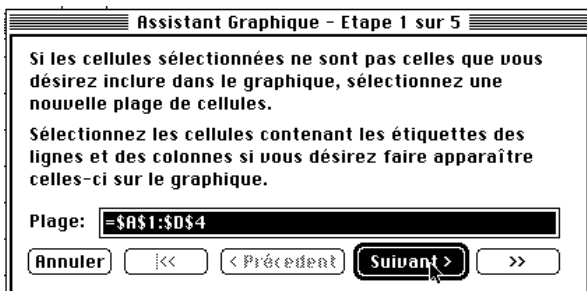 Assistant Graphique - Etape 1 sur 5
Si les cellules sélectionnées ne sont pas celles que vous
désirez inclure dans le graphique, sélectionnez une
nouvelle plage de cellules.
Sélectionnez les cellules contenant les étiquettes des
lignes et des colonnes si vous désirez faire apparaître
celles-ci sur le graphique.
Plage: =$A$1:$D$4
Annuler |<< < Précedent Suivant > >>